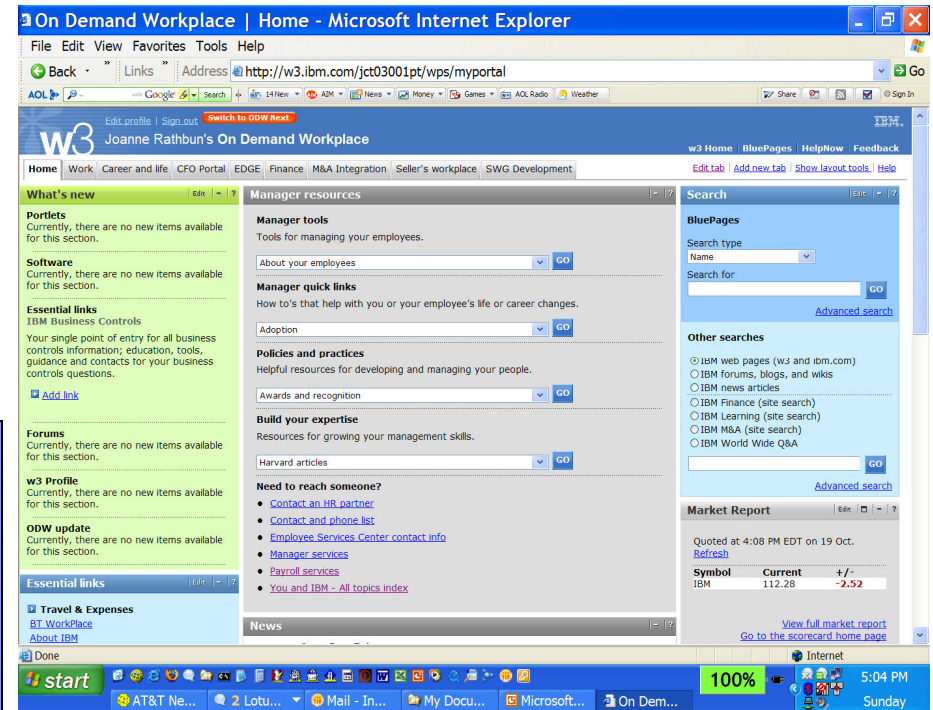 On Demand Workplace | Home - Microsoft Internet Explorer
File Edit View Favorites Tools Help
Back Links Address http://w3.ibm.com/jct03001pt/wps/myportal Go
AOL Google Search 14 New AIM News Money Games AOL Radio Weather Share Sign In
Edit profile | Sign out Switch to ODW Next IBM.
w3 Joanne Rathbun's On Demand Workplace
w3 Home BluePages HelpNow Feedback
Home Work Career and life CFO Portal EDGE Finance M&A Integration Seller's workplace SWG Development
Edit tab | Add new tab | Show layout tools | Help
What's new Edit - ?
Portlets
Currently, there are no new items available
for this section.
Software
Currently, there are no new items available
for this section.
Essential links
IBM Business Controls
Your single point of entry for all business
controls information; education, tools,
guidance and contacts for your business
controls questions.
Add link
Forums
Currently, there are no new items available
for this section.
w3 Profile
Currently, there are no new items available
for this section.
ODW update
Currently, there are no new items available
for this section.
Essential links Edit - ?
Travel & Expenses
BT WorkPlace
About IBM
Manager resources - ?
Manager tools
Tools for managing your employees.
About your employees GO
Manager quick links
How to's that help with you or your employee's life or career changes.
Adoption GO
Policies and practices
Helpful resources for developing and managing your people.
Awards and recognition GO
Build your expertise
Resources for growing your management skills.
Harvard articles GO
Need to reach someone?
• Contact an HR partner
• Contact and phone list
• Employee Services Center contact info
• Manager services
• Payroll services
• You and IBM - All topics index
News - ?
Search Edit - ?
BluePages
Search type
Name
Search for
GO
Advanced search
Other searches
IBM web pages (w3 and ibm.com)
IBM forums, blogs, and wikis
IBM news articles
IBM Finance (site search)
IBM Learning (site search)
IBM M&A (site search)
IBM World Wide Q&A
GO
Advanced search
Market Report Edit - ?
Quoted at 4:08 PM EDT on 19 Oct.
Refresh
Symbol Current +/-
IBM 112.28 -2.52
View full market report
Go to the scorecard home page
Done Internet
start 100% 5:04 PM
AT&T Ne... 2 Lotu... Mail - In... My Docu... Microsoft... On Dem... Sunday